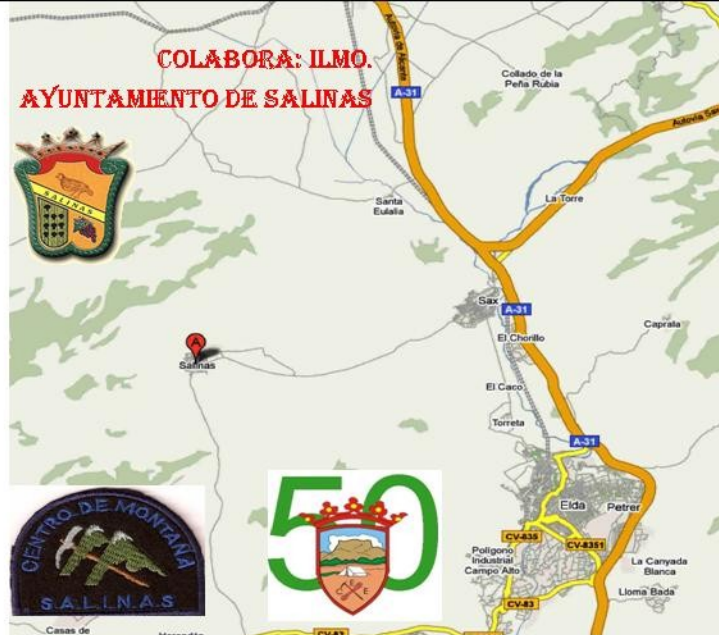 COLABORA: ILMO.
AYUNTAMIENTO DE SALINAS
Autovía de Alicante
A-31
Collado de la
Peña Rubia
SALINAS
Santa
Eulalia
La Torre
Sax
A-31
El Chorillo
Caprala
A
Salinas
El Caco
Torreta
A-31
Elda
Petrer
50
CENTRO DE MONTAÑA
S.A.L.I.N.A.S
C E E
CV-835
CV-8351
Polígono
Industrial
Campo Alto
La Canyada
Blanca
Lloma Bada
CV-83
CV-83
Casas de